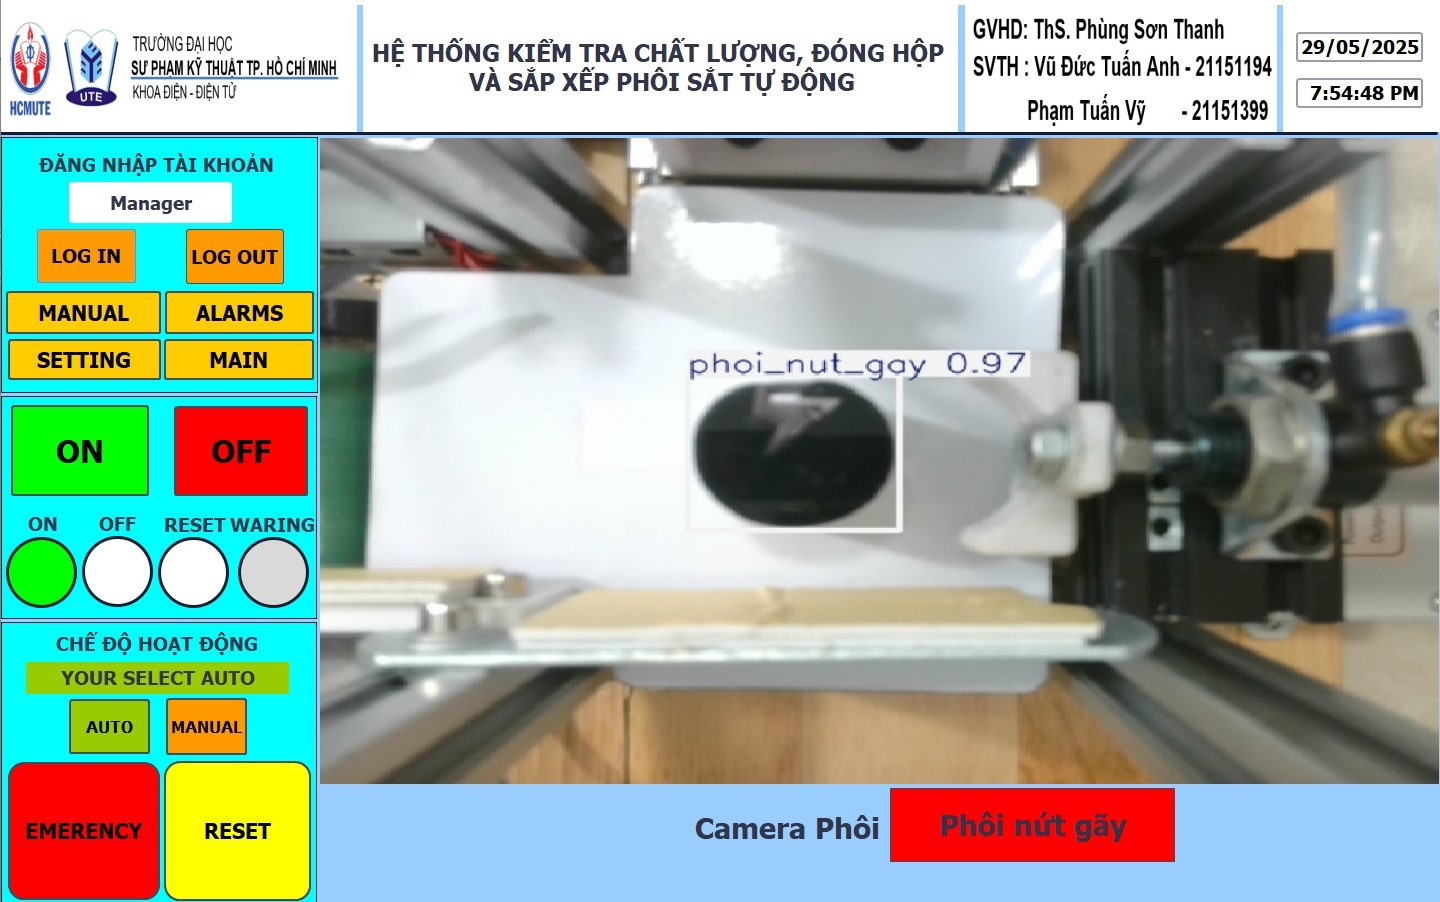 HCMUTE
UTE
TRƯỜNG ĐẠI HỌC
SƯ PHẠM KỸ THUẬT TP. HỒ CHÍ MINH
KHOA ĐIỆN - ĐIỆN TỬ
HỆ THỐNG KIỂM TRA CHẤT LƯỢNG, ĐÓNG HỘP
VÀ SẮP XẾP PHÔI SẮT TỰ ĐỘNG
GVHD: ThS. Phùng Sơn Thanh
SVTH : Vũ Đức Tuấn Anh - 21151194
Phạm Tuấn Vỹ - 21151399
29/05/2025
7:54:48 PM
ĐĂNG NHẬP TÀI KHOẢN
Manager
LOG IN LOG OUT
MANUAL ALARMS
SETTING MAIN
ON OFF
ON OFF RESET WARING
CHẾ ĐỘ HOẠT ĐỘNG
YOUR SELECT AUTO
AUTO MANUAL
EMERENCY RESET
phoi_nut_gay 0.97
Output
Camera Phôi Phôi nứt gãy